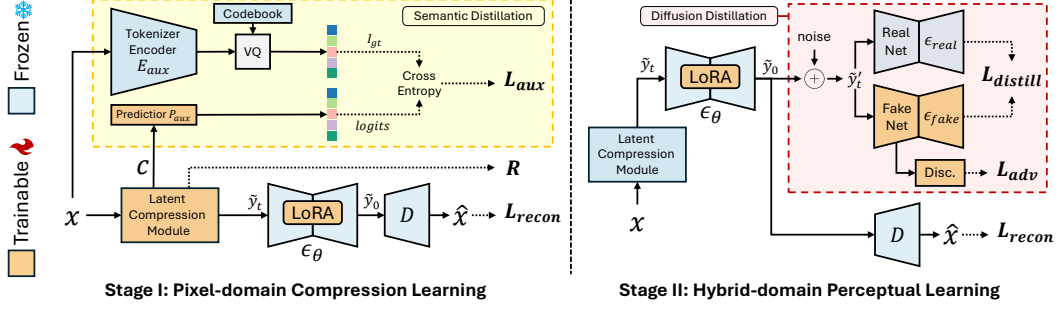 Frozen
Trainable
Codebook
Semantic Distillation
Tokenizer
Encoder
E_aux
VQ
I_gt
Cross
Entropy
L_aux
Predictior P_aux
logits
C
R
x
Latent
Compression
Module
ỹ_t
LoRA
ỹ_0
D
x̂
L_recon
ϵ_θ
Stage I: Pixel-domain Compression Learning
Diffusion Distillation
noise
Real
Net
ϵ_real
ỹ_t
LoRA
ỹ_0
+
ỹ'_t
L_distill
ϵ_θ
Fake
Net
ϵ_fake
Latent
Compression
Module
Disc.
L_adv
x
D
x̂
L_recon
Stage II: Hybrid-domain Perceptual Learning